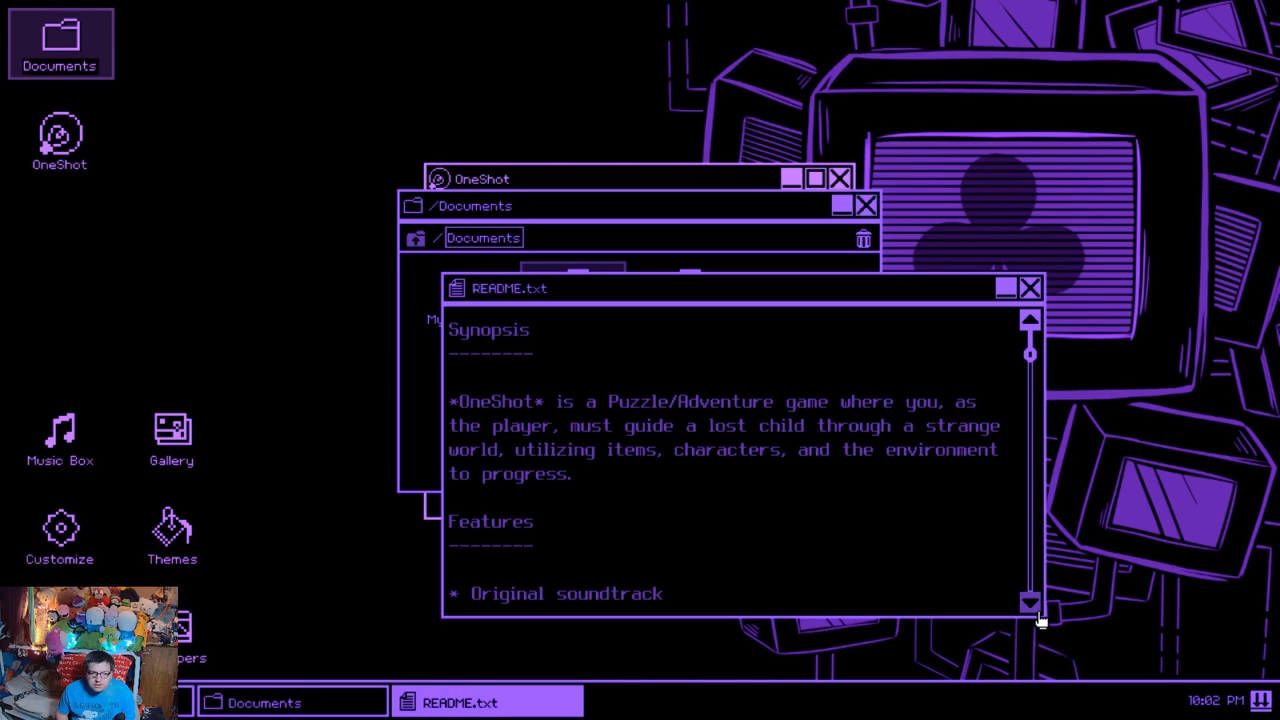 Documents
OneShot
OneShot
/Documents
/ Documents
README.txt
My
Synopsis
--------
*OneShot* is a Puzzle/Adventure game where you, as
the player, must guide a lost child through a strange
world, utilizing items, characters, and the environment
to progress.
Features
--------
* Original soundtrack
Music Box
Gallery
Customize
Themes
pers
Documents
README.txt
10:02 PM